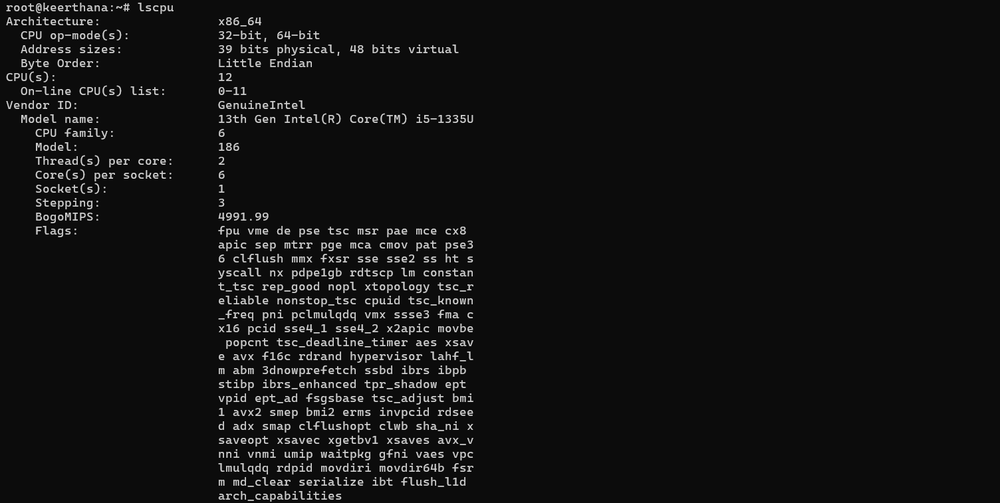 root@keerthana:~# lscpu
Architecture:                x86_64
  CPU op-mode(s):            32-bit, 64-bit
  Address sizes:             39 bits physical, 48 bits virtual
  Byte Order:                Little Endian
CPU(s):                      12
  On-line CPU(s) list:       0-11
Vendor ID:                   GenuineIntel
  Model name:                13th Gen Intel(R) Core(TM) i5-1335U
    CPU family:              6
    Model:                   186
    Thread(s) per core:      2
    Core(s) per socket:      6
    Socket(s):               1
    Stepping:                3
    BogoMIPS:                4991.99
    Flags:                   fpu vme de pse tsc msr pae mce cx8
                             apic sep mtrr pge mca cmov pat pse3
                             6 clflush mmx fxsr sse sse2 ss ht s
                             yscall nx pdpe1gb rdtscp lm constan
                             t_tsc rep_good nopl xtopology tsc_r
                             eliable nonstop_tsc cpuid tsc_known
                             _freq pni pclmulqdq vmx ssse3 fma c
                             x16 pcid sse4_1 sse4_2 x2apic movbe
                              popcnt tsc_deadline_timer aes xsav
                             e avx f16c rdrand hypervisor lahf_l
                             m abm 3dnowprefetch ssbd ibrs ibpb
                             stibp ibrs_enhanced tpr_shadow ept
                             vpid ept_ad fsgsbase tsc_adjust bmi
                             1 avx2 smep bmi2 erms invpcid rdsee
                             d adx smap clflushopt clwb sha_ni x
                             saveopt xsavec xgetbv1 xsaves avx_v
                             nni vnmi umip waitpkg gfni vaes vpc
                             lmulqdq rdpid movdiri movdir64b fsr
                             m md_clear serialize ibt flush_l1d
                             arch_capabilities